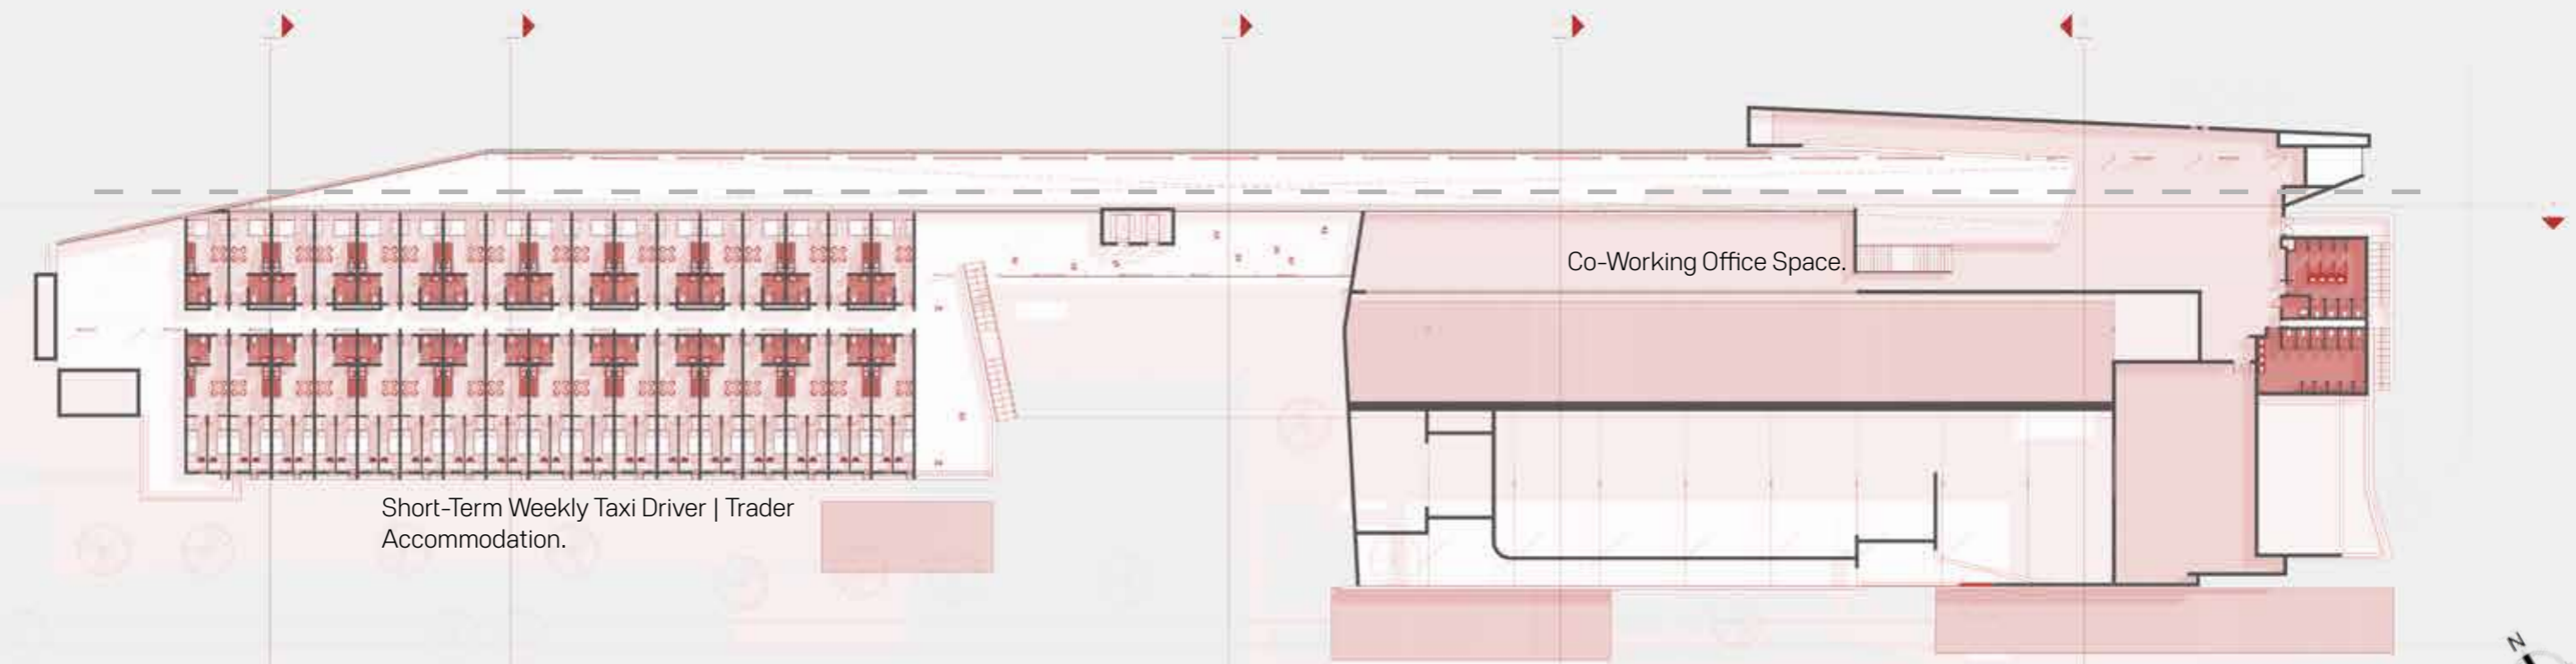 Co-Working Office Space.
Short-Term Weekly Taxi Driver | Trader
Accommodation.
N